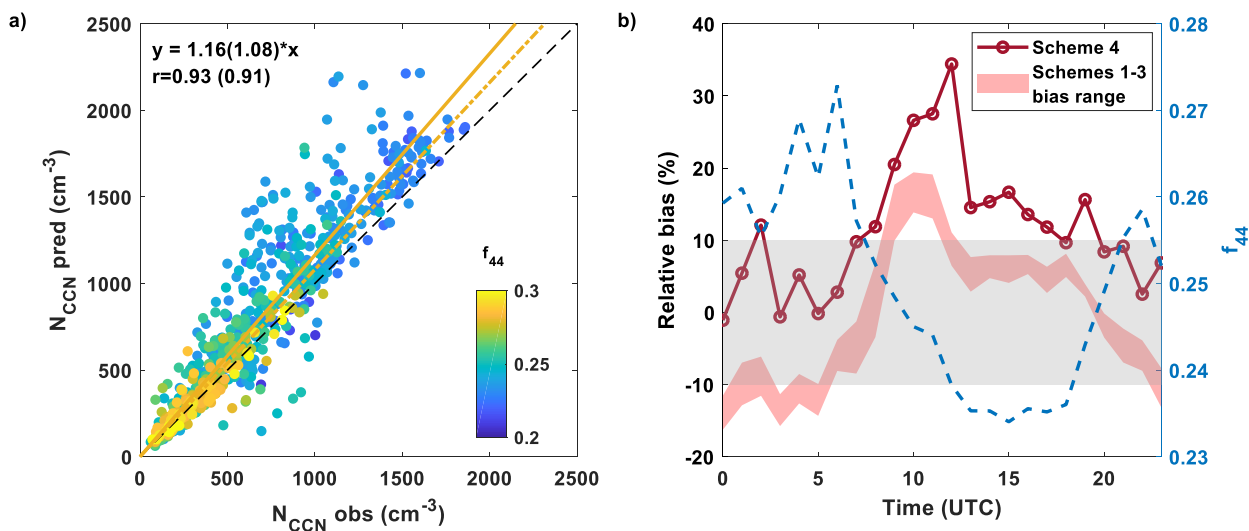 a)
y = 1.16(1.08)*x
r=0.93 (0.91)
2500
2000
1500
1000
500
0
N_CCN pred (cm^-3)
f_44
0.3
0.25
0.2
0 500 1000 1500 2000 2500
N_CCN obs (cm^-3)
b)
40
30
20
10
0
-10
-20
Relative bias (%)
Scheme 4
Schemes 1-3
bias range
0.28
0.27
0.26
0.25
0.24
0.23
f_44
0 5 10 15 20
Time (UTC)